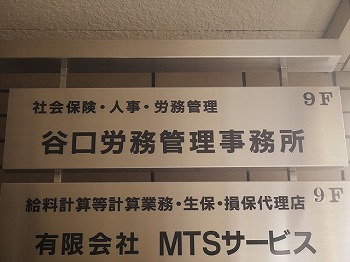 社会保険・人事・労務管理 9F
谷口労務管理事務所
給料計算等計算業務・生保・損保代理店 9F
有限会社 MTSサービス